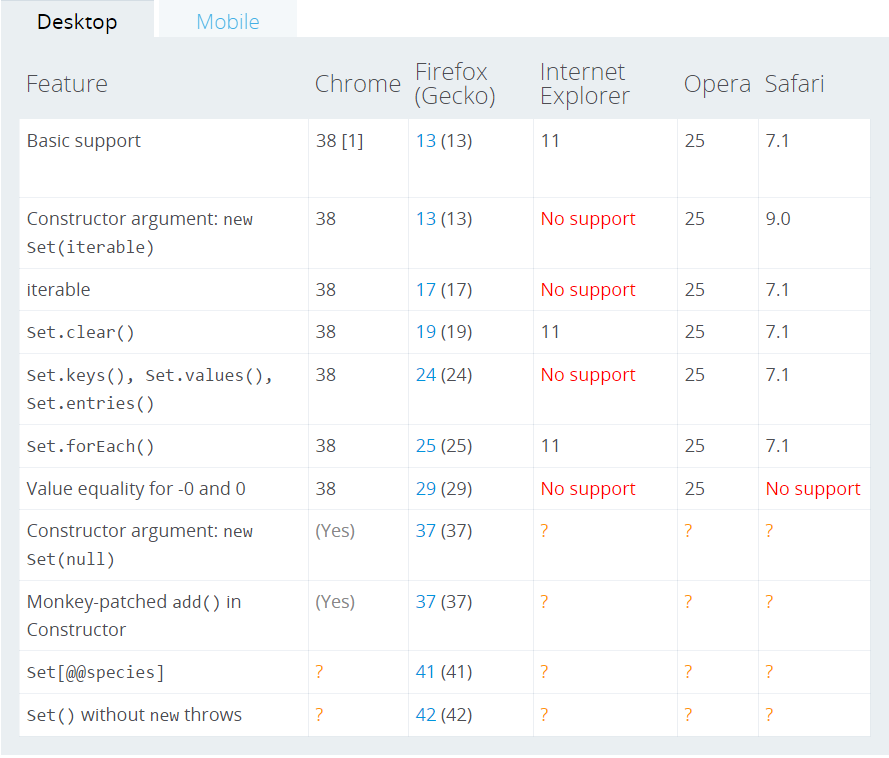 Desktop Mobile
Feature Chrome Firefox (Gecko) Internet Explorer Opera Safari
Basic support 38 [1] 13 (13) 11 25 7.1
Constructor argument: new Set(iterable) 38 13 (13) No support 25 9.0
iterable 38 17 (17) No support 25 7.1
Set.clear() 38 19 (19) 11 25 7.1
Set.keys(), Set.values(), Set.entries() 38 24 (24) No support 25 7.1
Set.forEach() 38 25 (25) 11 25 7.1
Value equality for -0 and 0 38 29 (29) No support 25 No support
Constructor argument: new Set(null) (Yes) 37 (37) ? ? ?
Monkey-patched add() in Constructor (Yes) 37 (37) ? ? ?
Set[@@species] ? 41 (41) ? ? ?
Set() without new throws ? 42 (42) ? ? ?